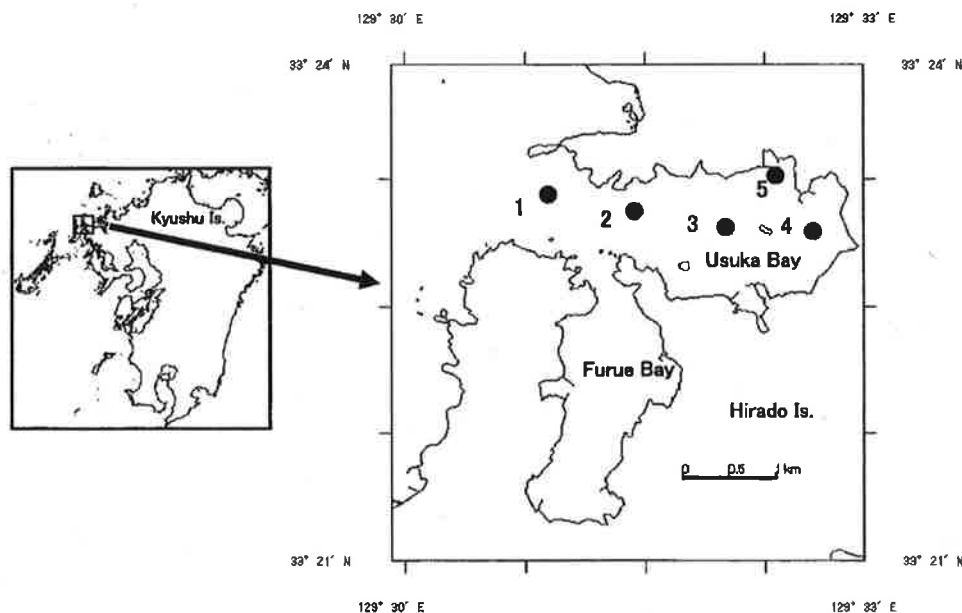 129° 30' E
129° 33' E
33° 24' N
33° 24' N
Kyushu Is.
1
2
3
4
5
Usuka Bay
Furue Bay
Hirado Is.
0 0.5 1 km
33° 21' N
33° 21' N
129° 30' E
129° 33' E